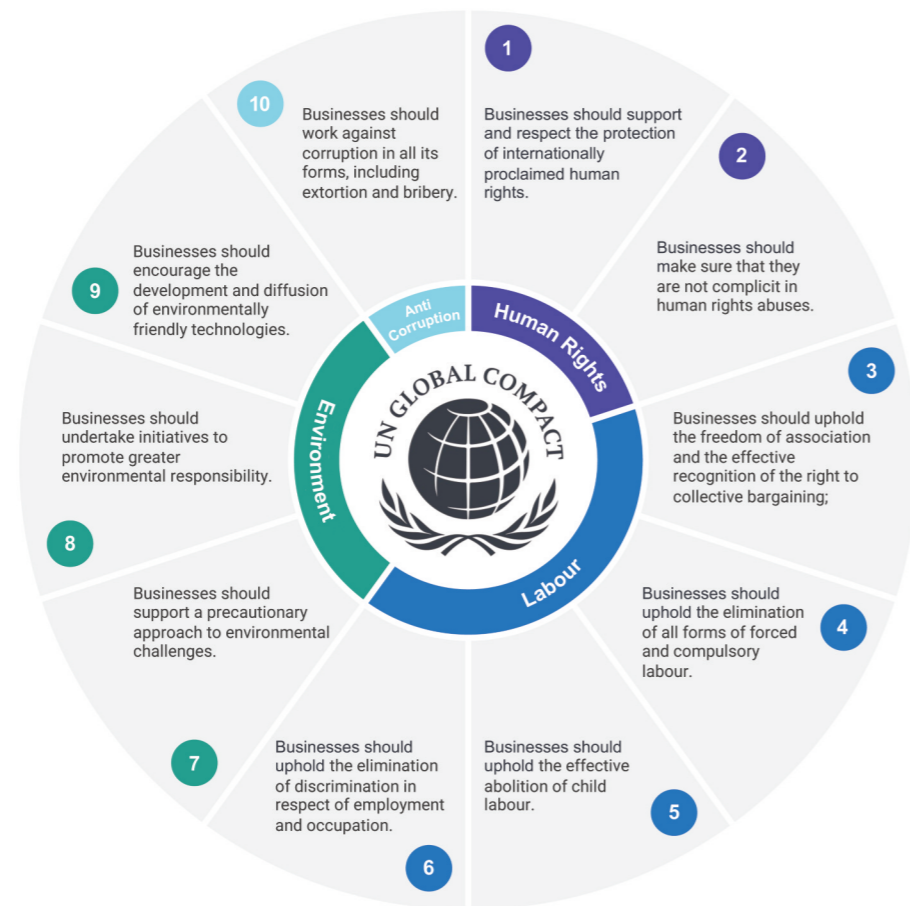 1
Businesses should support
and respect the protection
of internationally
proclaimed human
rights.
2
Businesses should
make sure that they
are not complicit in
human rights abuses.
3
Businesses should uphold
the freedom of association
and the effective
recognition of the right to
collective bargaining;
4
Businesses should
uphold the elimination
of all forms of forced
and compulsory
labour.
5
Businesses should
uphold the effective
abolition of child
labour.
6
Businesses should
uphold the elimination
of discrimination in
respect of employment
and occupation.
7
Businesses should
support a precautionary
approach to environmental
challenges.
8
Businesses should
undertake initiatives to
promote greater
environmental responsibility.
9
Businesses should
encourage the
development and diffusion
of environmentally
friendly technologies.
10
Businesses should
work against
corruption in all its
forms, including
extortion and bribery.
Human Rights
Labour
Environment
Anti
Corruption
UN GLOBAL COMPACT